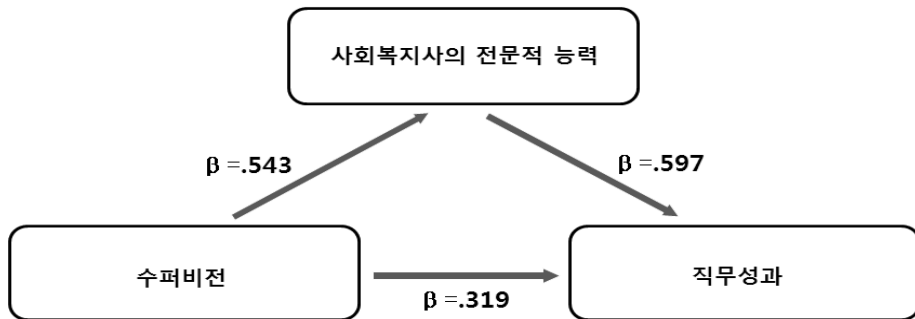 사회복지사의 전문적 능력
β =.543
β =.597
수퍼비전
직무성과
β =.319